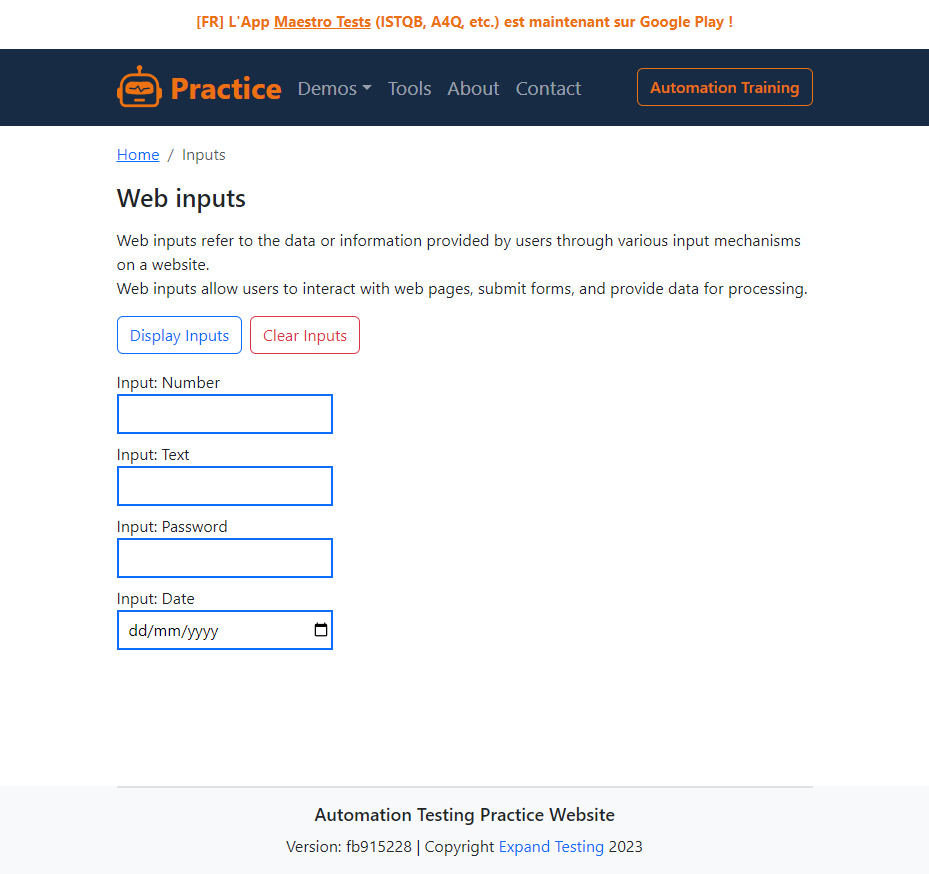 [FR] L'App Maestro Tests (ISTQB, A4Q, etc.) est maintenant sur Google Play !
Practice Demos Tools About Contact Automation Training
Home / Inputs
Web inputs
Web inputs refer to the data or information provided by users through various input mechanisms
on a website.
Web inputs allow users to interact with web pages, submit forms, and provide data for processing.
Display Inputs Clear Inputs
Input: Number
Input: Text
Input: Password
Input: Date
dd/mm/yyyy
Automation Testing Practice Website
Version: fb915228 | Copyright Expand Testing 2023